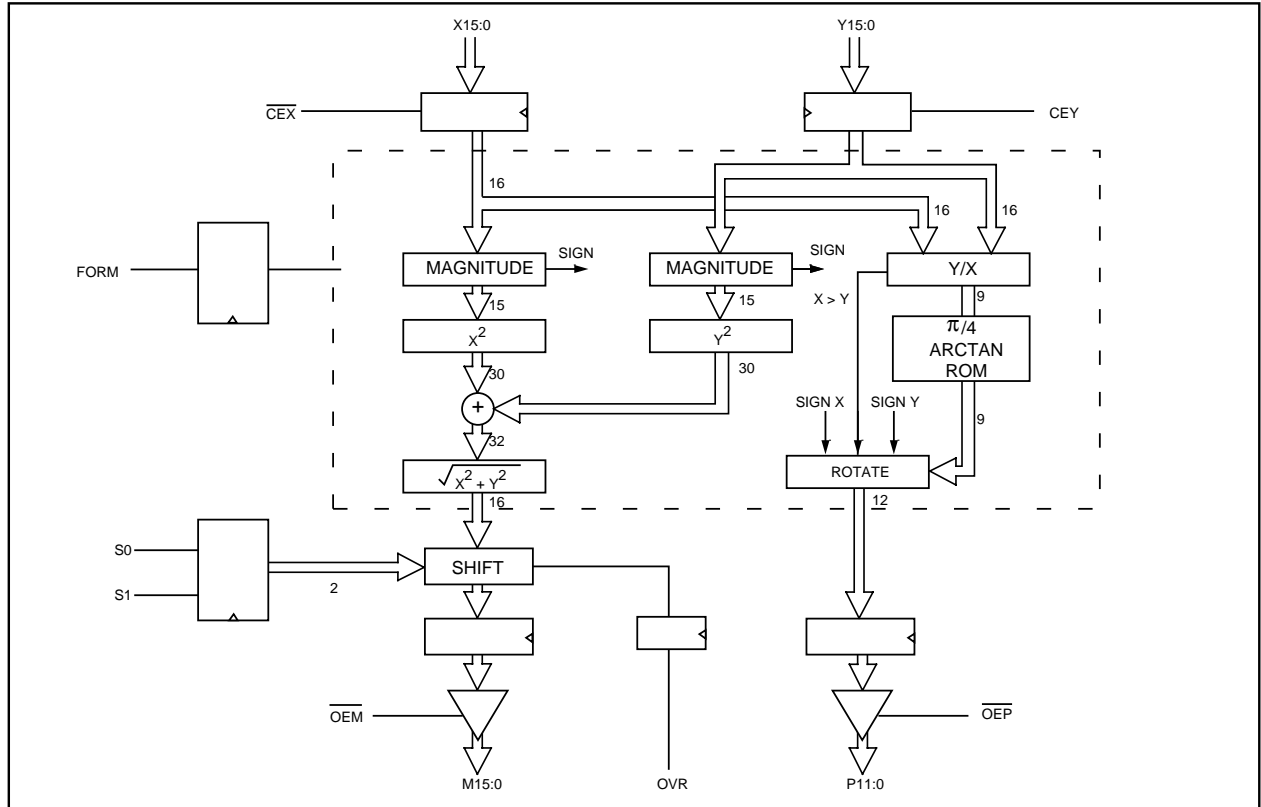 X15:0
Y15:0
CEX
CEY
16
16
16
FORM
MAGNITUDE
SIGN
MAGNITUDE
SIGN
Y/X
15
15
X > Y
9
X²
Y²
π/4
ARCTAN
ROM
30
30
SIGN X
SIGN Y
9
+
32
√X² + Y²
ROTATE
16
12
S0
S1
2
SHIFT
OEM
OEP
M15:0
OVR
P11:0